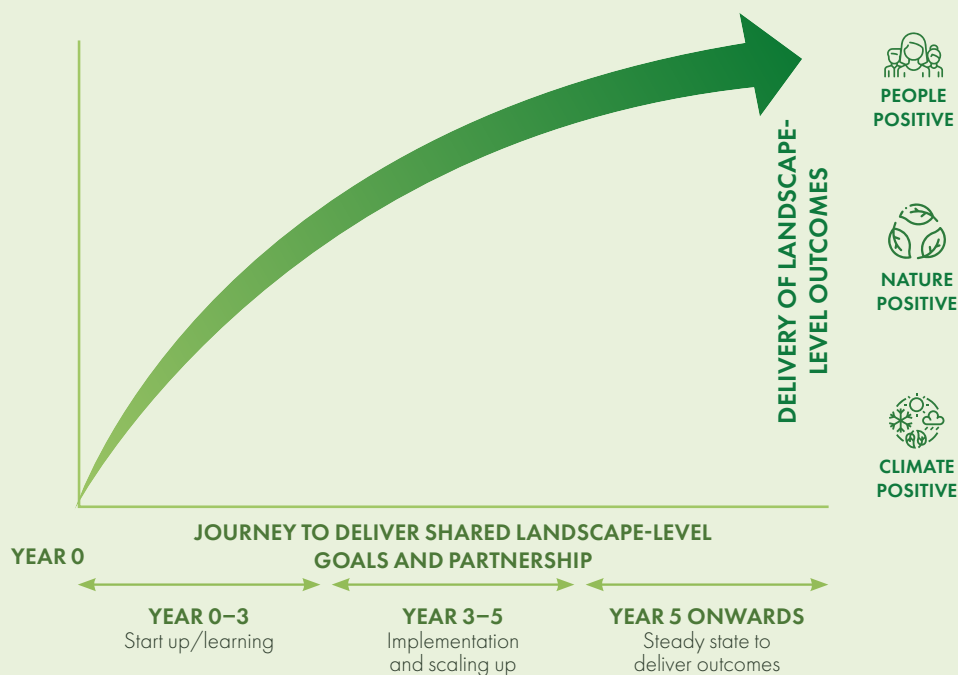 PEOPLE
POSITIVE
DELIVERY OF LANDSCAPE-
LEVEL OUTCOMES
NATURE
POSITIVE
CLIMATE
POSITIVE
YEAR 0
JOURNEY TO DELIVER SHARED LANDSCAPE-LEVEL
GOALS AND PARTNERSHIP
YEAR 0–3
Start up/learning
YEAR 3–5
Implementation
and scaling up
YEAR 5 ONWARDS
Steady state to
deliver outcomes